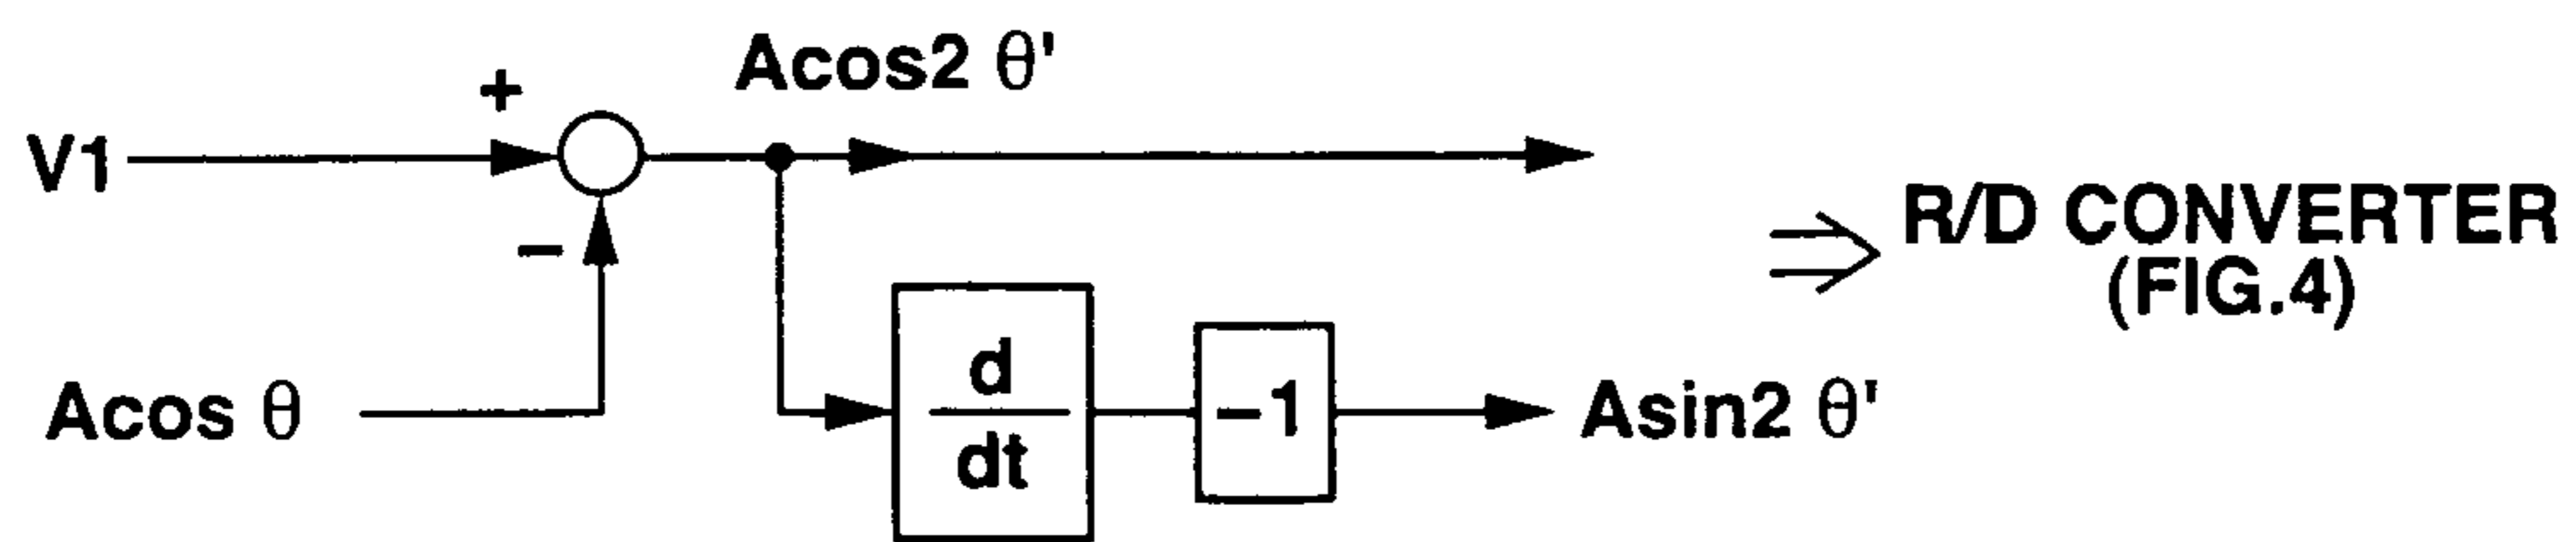 Acos2 θ'
+
V1
−
R/D CONVERTER
(FIG.4)
Acos θ
d
dt
−1
Asin2 θ'